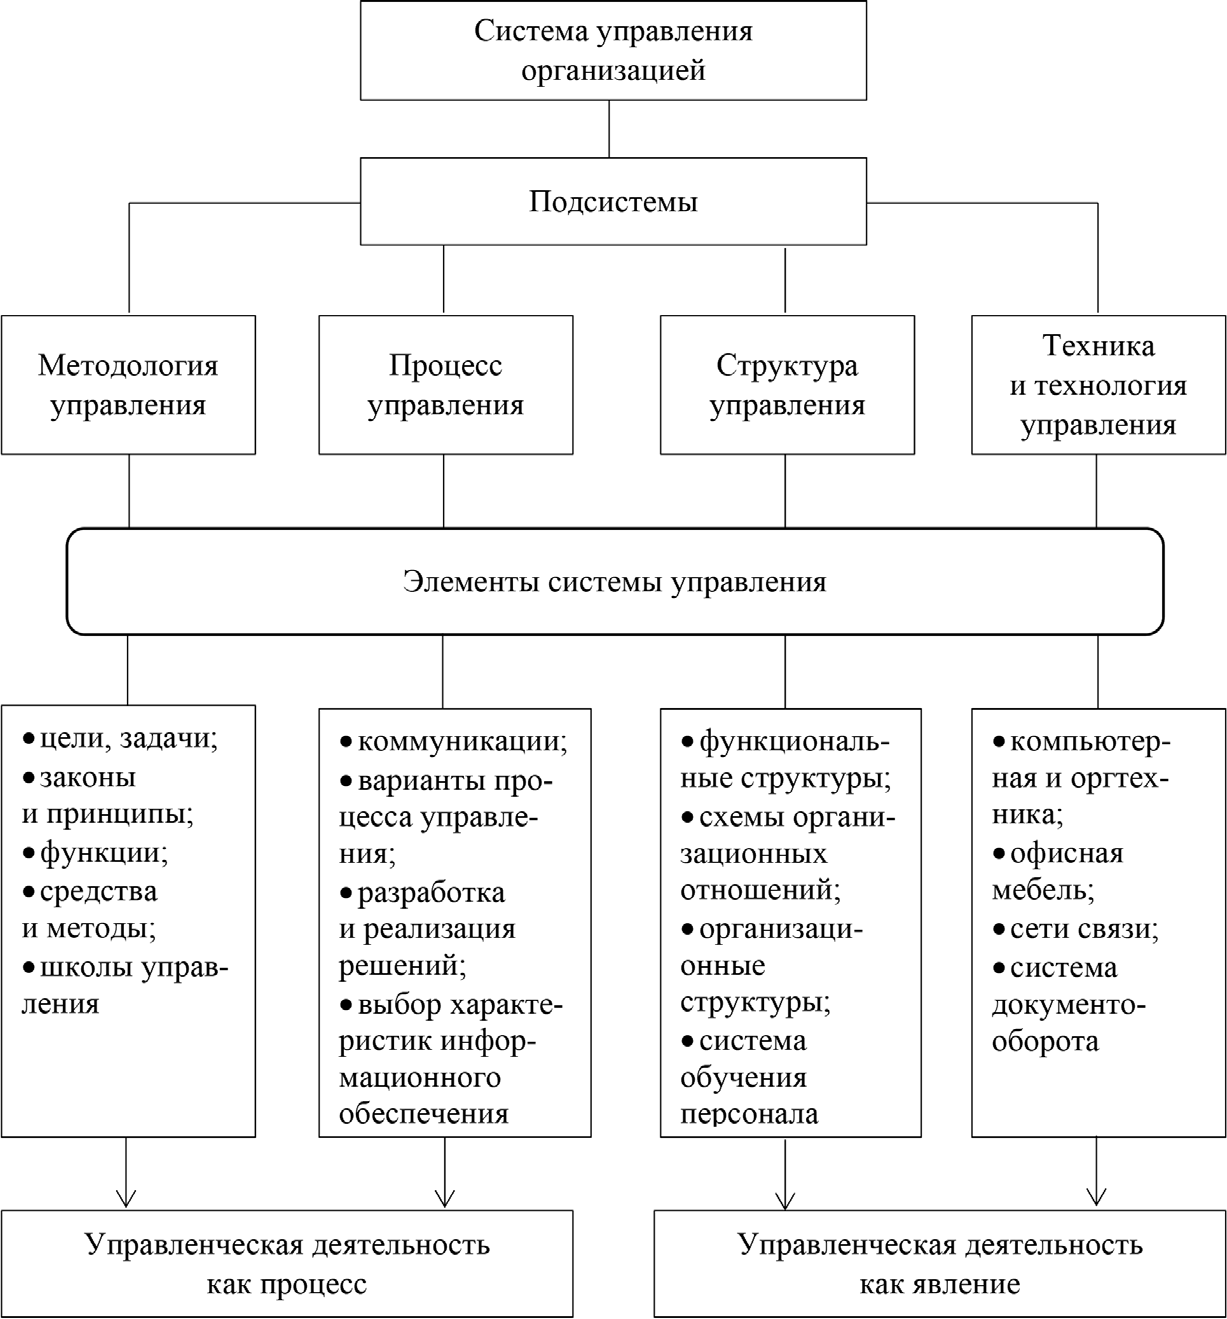 Система управления
организацией
Подсистемы
Методология
управления
Процесс
управления
Структура
управления
Техника
и технология
управления
Элементы системы управления
• цели, задачи;
• законы
и принципы;
• функции;
• средства
и методы;
• школы управ-
ления
• коммуникации;
• варианты про-
цесса управле-
ния;
• разработка
и реализация
решений;
• выбор характе-
ристик инфор-
мационного
обеспечения
• функциональ-
ные структуры;
• схемы органи-
зационных
отношений;
• организаци-
онные
структуры;
• система
обучения
персонала
• компьютер-
ная и оргтех-
ника;
• офисная
мебель;
• сети связи;
• система
документо-
оборота
Управленческая деятельность
как процесс
Управленческая деятельность
как явление